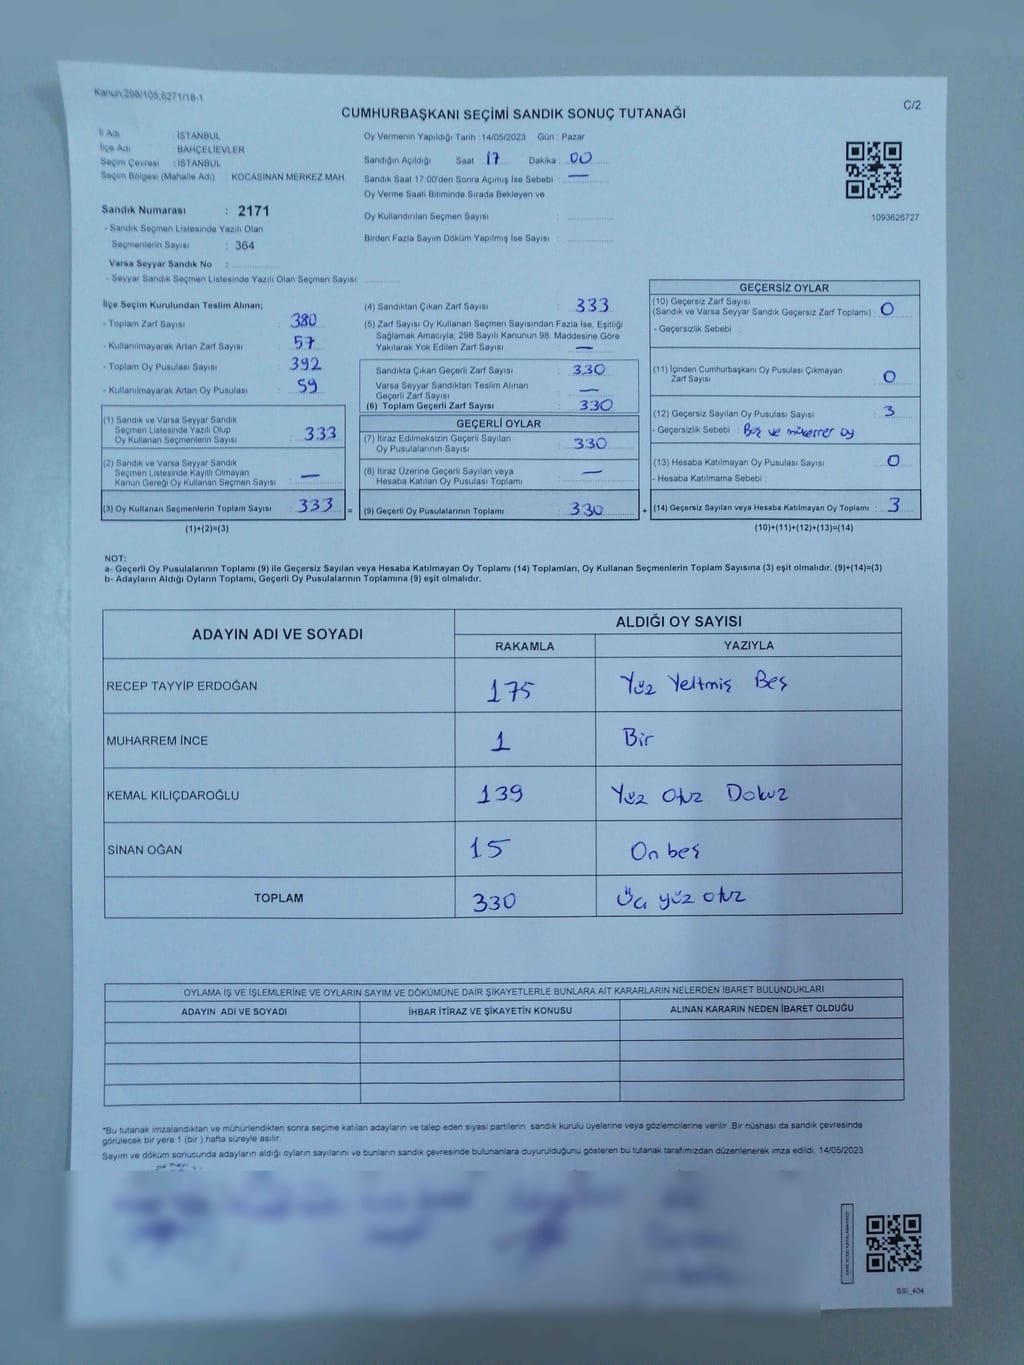 Kanun,298/105,6271/18-1
C/2
CUMHURBAŞKANI SEÇİMİ SANDIK SONUÇ TUTANAĞI
İl Adı : İSTANBUL
İlçe Adı : BAHÇELİEVLER
Seçim Çevresi : İSTANBUL
Seçim Bölgesi (Mahalle Adı) : KOCASİNAN MERKEZ MAH.
Sandık Numarası : 2171
- Sandık Seçmen Listesinde Yazılı Olan
Seçmenlerin Sayısı : 364
Varsa Seyyar Sandık No :
- Seyyar Sandık Seçmen Listesinde Yazılı Olan Seçmen Sayısı:
Oy Vermenin Yapıldığı Tarih : 14/05/2023 Gün : Pazar
Sandığın Açıldığı Saat : 17 Dakika : 00
Sandık Saat 17.00'den Sonra Açımış İse Sebebi : —
Oy Verme Saati Bitiminde Sırada Bekleyen ve
Oy Kullandırılan Seçmen Sayısı :
Birden Fazla Sayım Döküm Yapılmış İse Sayısı :
1093626727
İlçe Seçim Kurulundan Teslim Alınan;
- Toplam Zarf Sayısı : 380
- Kullanılmayarak Artan Zarf Sayısı : 57
- Toplam Oy Pusulası Sayısı : 392
- Kullanılmayarak Artan Oy Pusulası : 59
(1) Sandık ve Varsa Seyyar Sandık
Seçmen Listesinde Yazılı Olup
Oy Kullanan Seçmenlerin Sayısı : 333
(2) Sandık ve Varsa Seyyar Sandık
Seçmen Listesinde Kayıtlı Olmayan
Kanun Gereği Oy Kullanan Seçmen Sayısı : —
(3) Oy Kullanan Seçmenlerin Toplam Sayısı : 333 =
(1)+(2)=(3)
(4) Sandıktan Çıkan Zarf Sayısı : 333
(5) Zarf Sayısı Oy Kullanan Seçmen Sayısından Fazla İse, Eşitliği
Sağlamak Amacıyla, 298 Sayılı Kanunun 98. Maddesine Göre
Yakılarak Yok Edilen Zarf Sayısı : —
Sandıkta Çıkan Geçerli Zarf Sayısı : 330
Varsa Seyyar Sandıktan Teslim Alınan
Geçerli Zarf Sayısı : —
(6) Toplam Geçerli Zarf Sayısı : 330
GEÇERLİ OYLAR
(7) İtiraz Edilmeksizin Geçerli Sayılan
Oy Pusulalarının Sayısı : 330
(8) İtiraz Üzerine Geçerli Sayılan veya
Hesaba Katılan Oy Pusulası Toplamı : —
(9) Geçerli Oy Pusulalarının Toplamı : 330 +
GEÇERSİZ OYLAR
(10) Geçersiz Zarf Sayısı
(Sandık ve Varsa Seyyar Sandık Geçersiz Zarf Toplamı) : 0
- Geçersizlik Sebebi :
(11) İçinden Cumhurbaşkanı Oy Pusulası Çıkmayan
Zarf Sayısı : 0
(12) Geçersiz Sayılan Oy Pusulası Sayısı : 3
- Geçersizlik Sebebi : Boş ve mükerrer oy
(13) Hesaba Katılmayan Oy Pusulası Sayısı : 0
- Hesaba Katılmama Sebebi :
(14) Geçersiz Sayılan veya Hesaba Katılmayan Oy Toplamı : 3
(10)+(11)+(12)+(13)=(14)
NOT:
a- Geçerli Oy Pusulalarının Toplamı (9) ile Geçersiz Sayılan veya Hesaba Katılmayan Oy Toplamı (14) Toplamları, Oy Kullanan Seçmenlerin Toplam Sayısına (3) eşit olmalıdır. (9)+(14)=(3)
b- Adayların Aldığı Oyların Toplamı, Geçerli Oy Pusulalarının Toplamına (9) eşit olmalıdır.
ADAYIN ADI VE SOYADI ALDIĞI OY SAYISI
RAKAMLA YAZIYLA
RECEP TAYYİP ERDOĞAN 175 Yüz Yeltmiş Beş
MUHARREM İNCE 1 Bir
KEMAL KILIÇDAROĞLU 139 Yüz Otuz Dokuz
SİNAN OĞAN 15 On beş
TOPLAM 330 Üç yüz otuz
OYLAMA İŞ VE İŞLEMLERİNE VE OYLARIN SAYIM VE DÖKÜMÜNE DAİR ŞİKAYETLERLE BUNLARA AİT KARARLARIN NELERDEN İBARET BULUNDUKLARI
ADAYIN ADI VE SOYADI İHBAR İTİRAZ VE ŞİKAYETİN KONUSU ALINAN KARARIN NEDEN İBARET OLDUĞU
*Bu tutanak imzalandıktan ve mühürlendikten sonra seçime katılan adayların ve talep eden siyasi partilerin sandık kurulu üyelerine veya gözlemcilerine verilir. Bir nüshası da sandık çevresinde
görülecek bir yere 1 (bir ) hafta süreyle asılır.
Sayım ve döküm sonucunda adayların aldığı oyların sayılarını ve bunların sandık çevresinde bulunanlara duyurulduğunu gösteren bu tutanak tarafımızdan düzenlenerek imza edildi. 14/05/2023
SSI_404